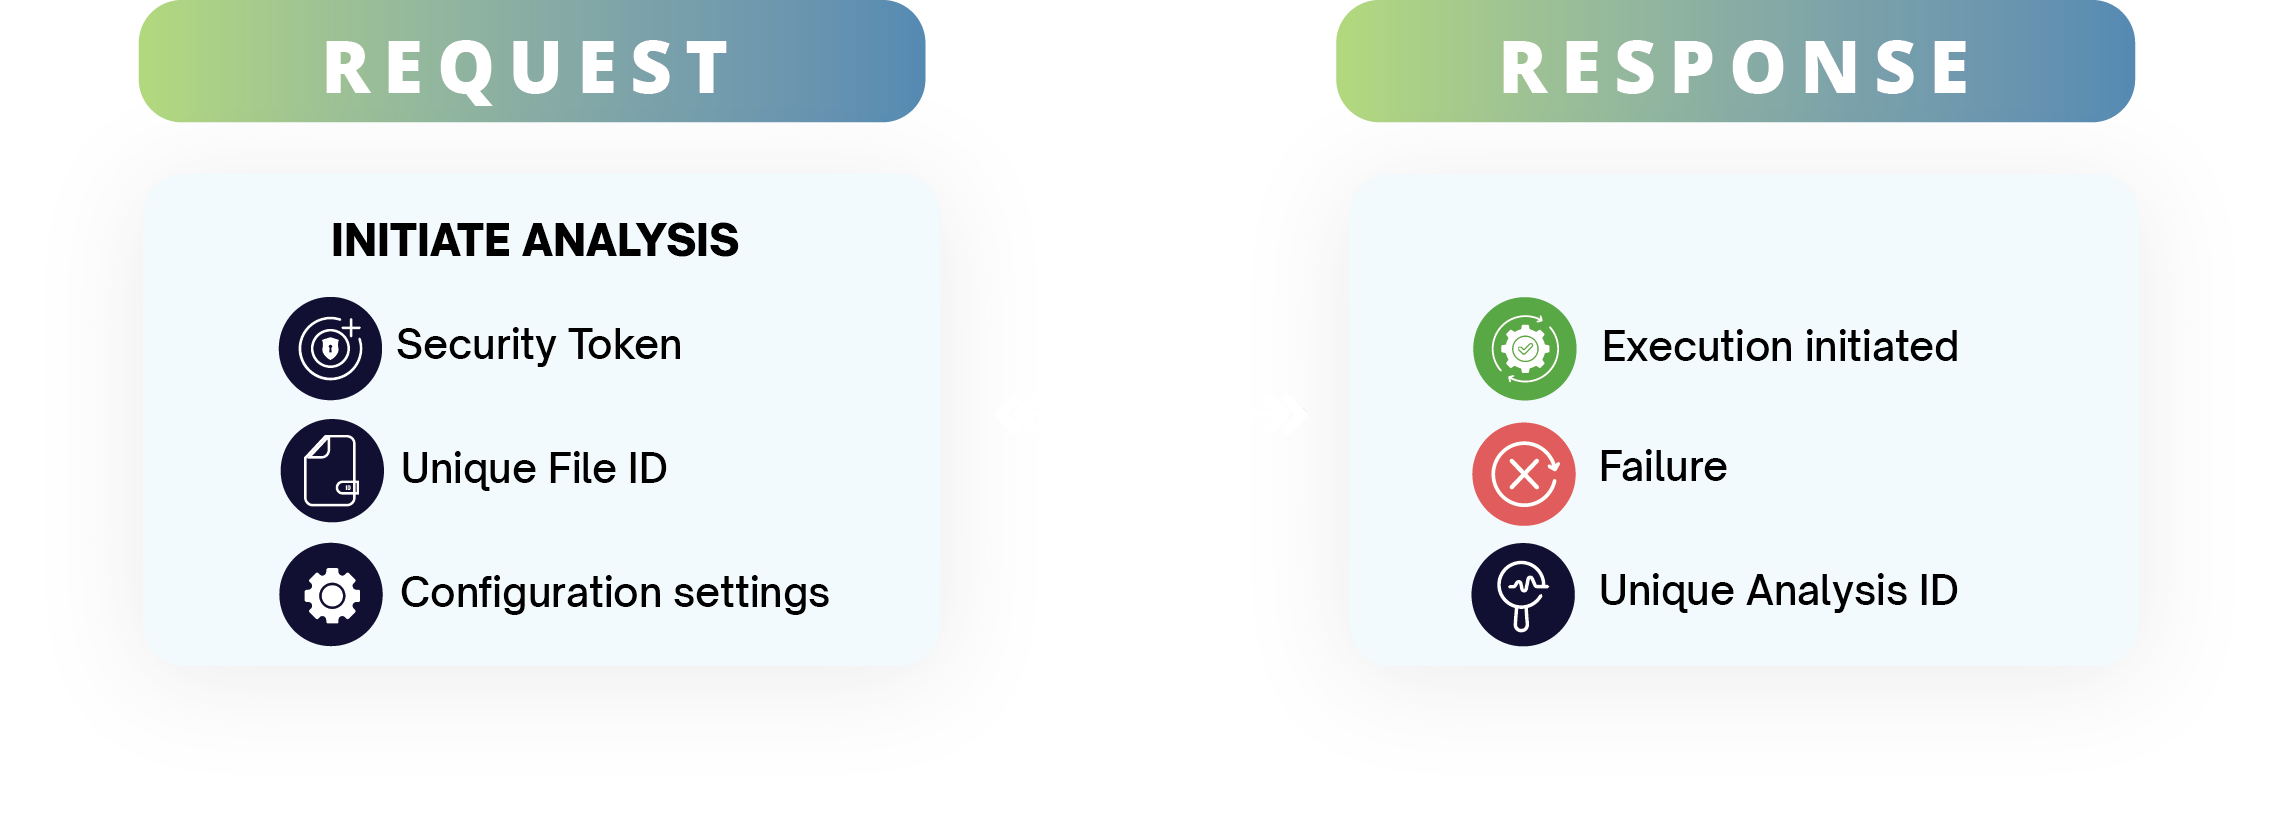 REQUEST
INITIATE ANALYSIS
Security Token
Unique File ID
Configuration settings
RESPONSE
Execution initiated
Failure
Unique Analysis ID